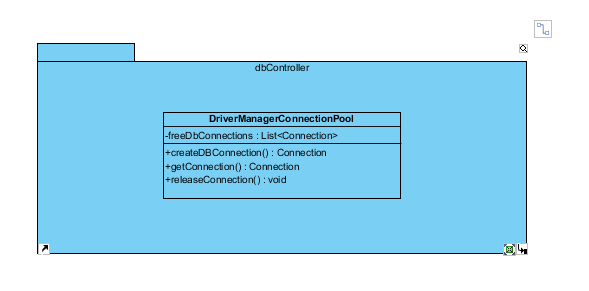 dbController
DriverManagerConnectionPool
-freeDbConnections : List<Connection>
+createDBConnection() : Connection
+getConnection() : Connection
+releaseConnection() : void